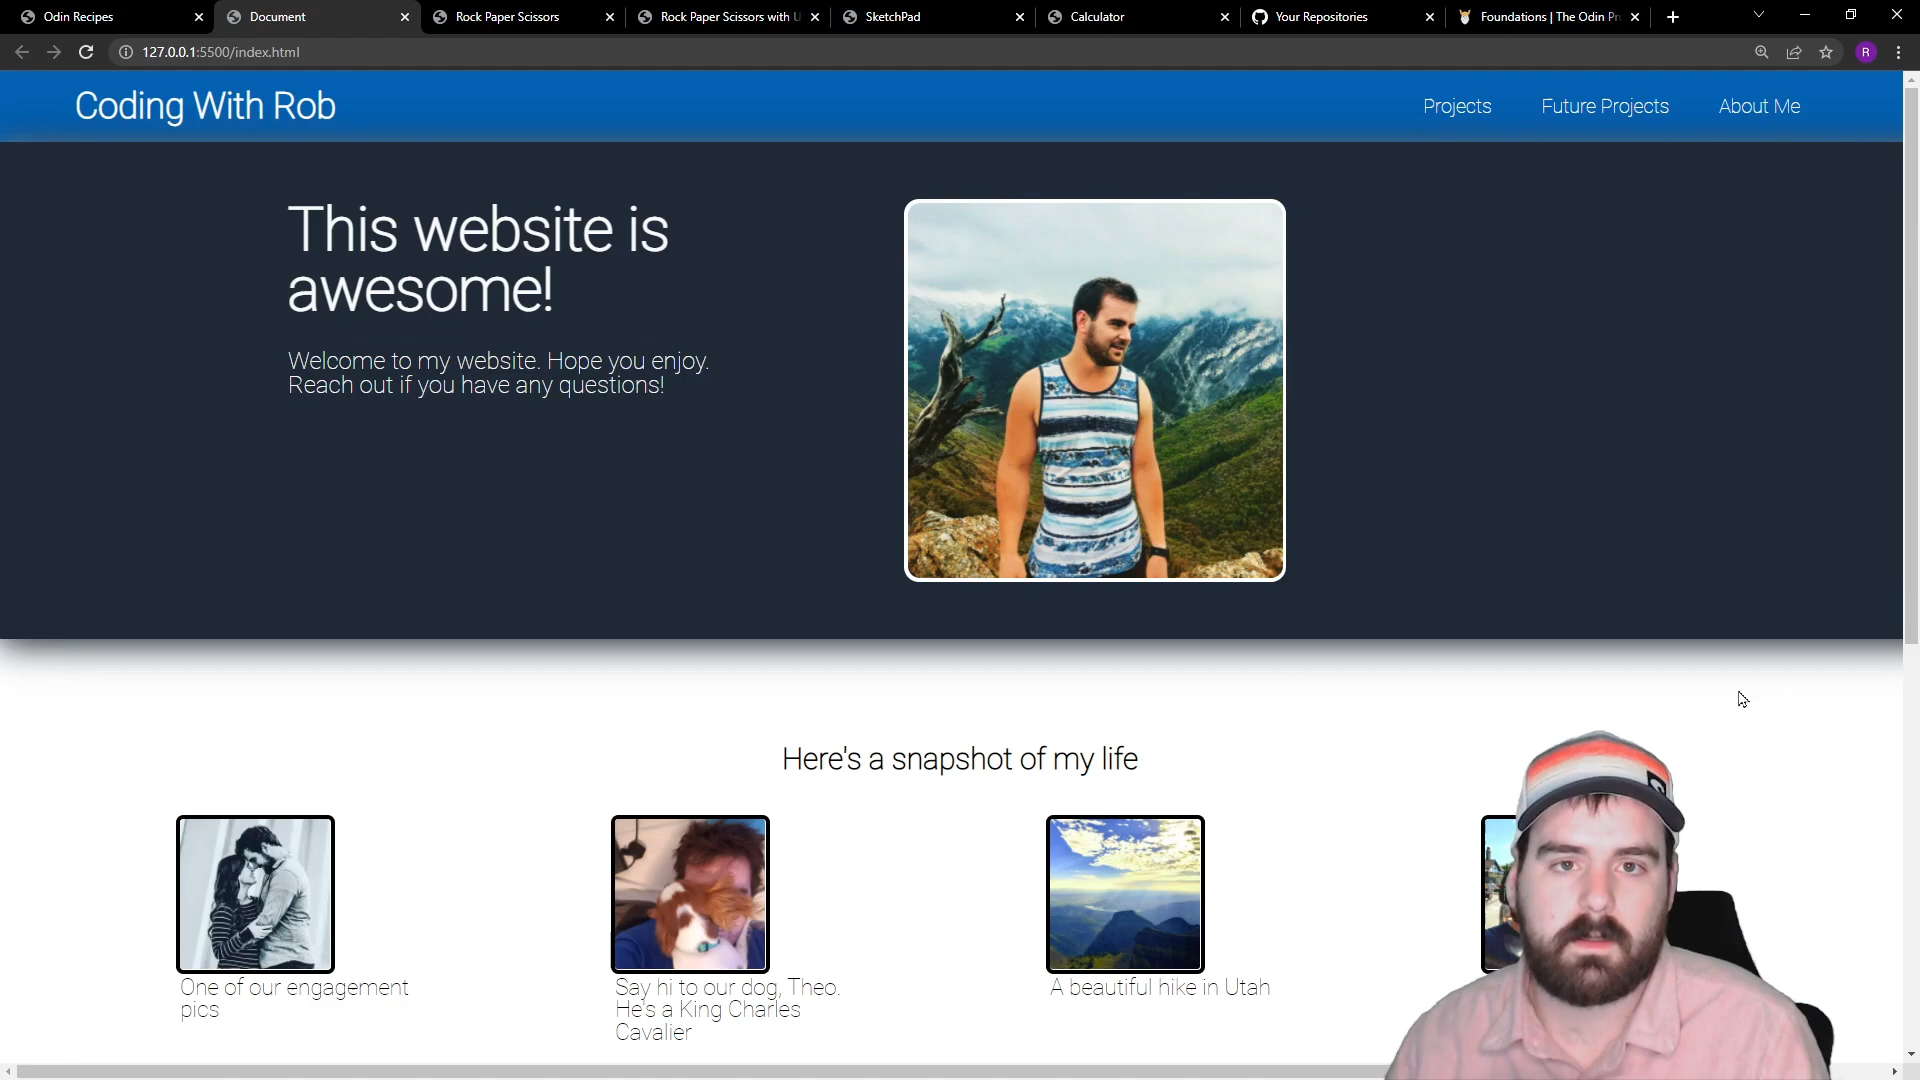 Odin Recipes
Document
Rock Paper Scissors
Rock Paper Scissors with U
SketchPad
Calculator
Your Repositories
Foundations | The Odin Pr
127.0.0.1:5500/index.html
R
Coding With Rob
Projects
Future Projects
About Me
This website is
awesome!
Welcome to my website. Hope you enjoy.
Reach out if you have any questions!
Here's a snapshot of my life
One of our engagement
pics
Say hi to our dog, Theo.
He's a King Charles
Cavalier
A beautiful hike in Utah